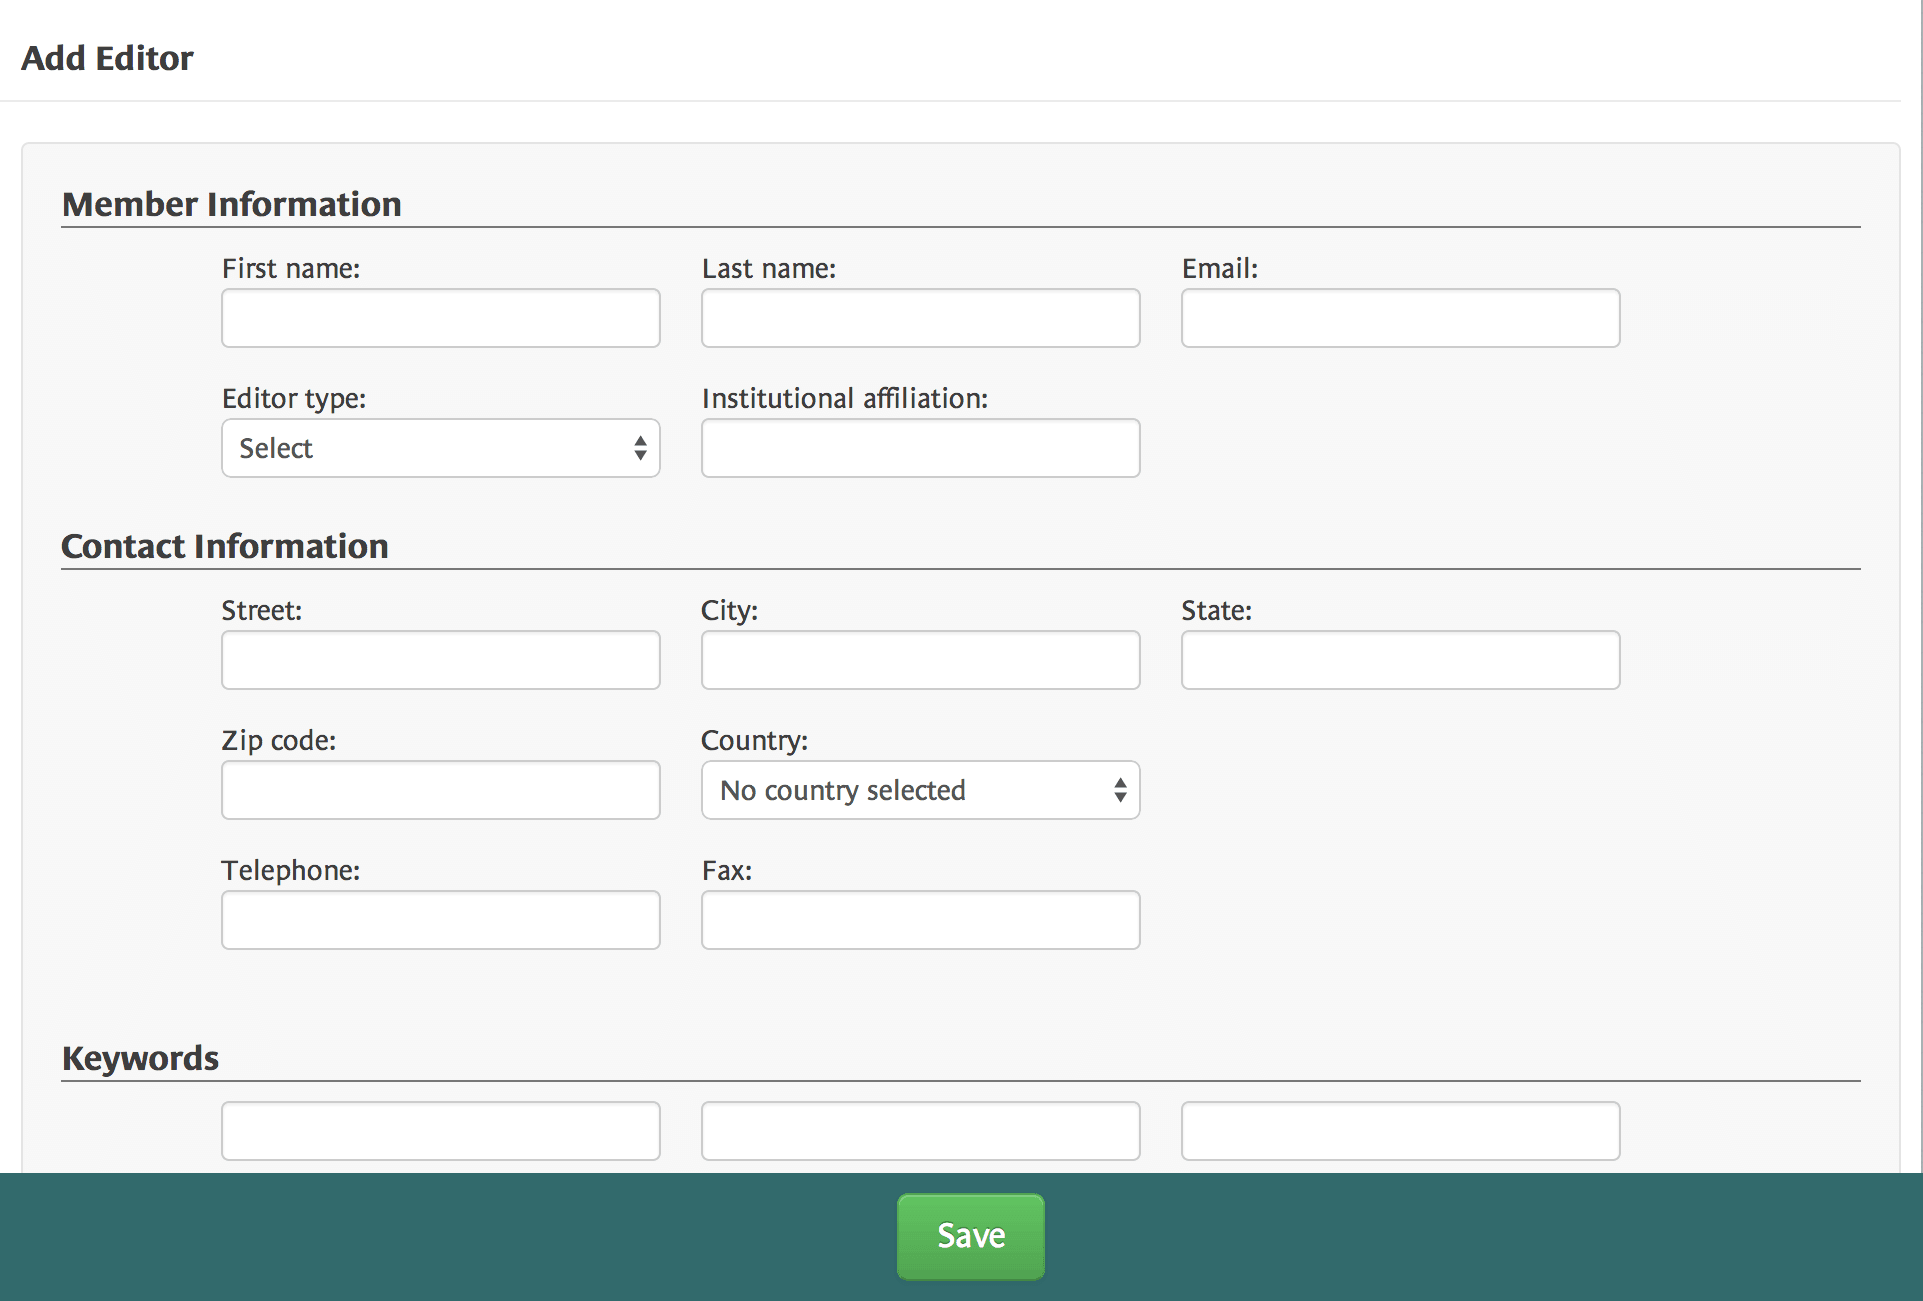 Add Editor
Member Information
First name: Last name: Email:
Editor type: Institutional affiliation:
Select
Contact Information
Street: City: State:
Zip code: Country:
No country selected
Telephone: Fax:
Keywords
Save